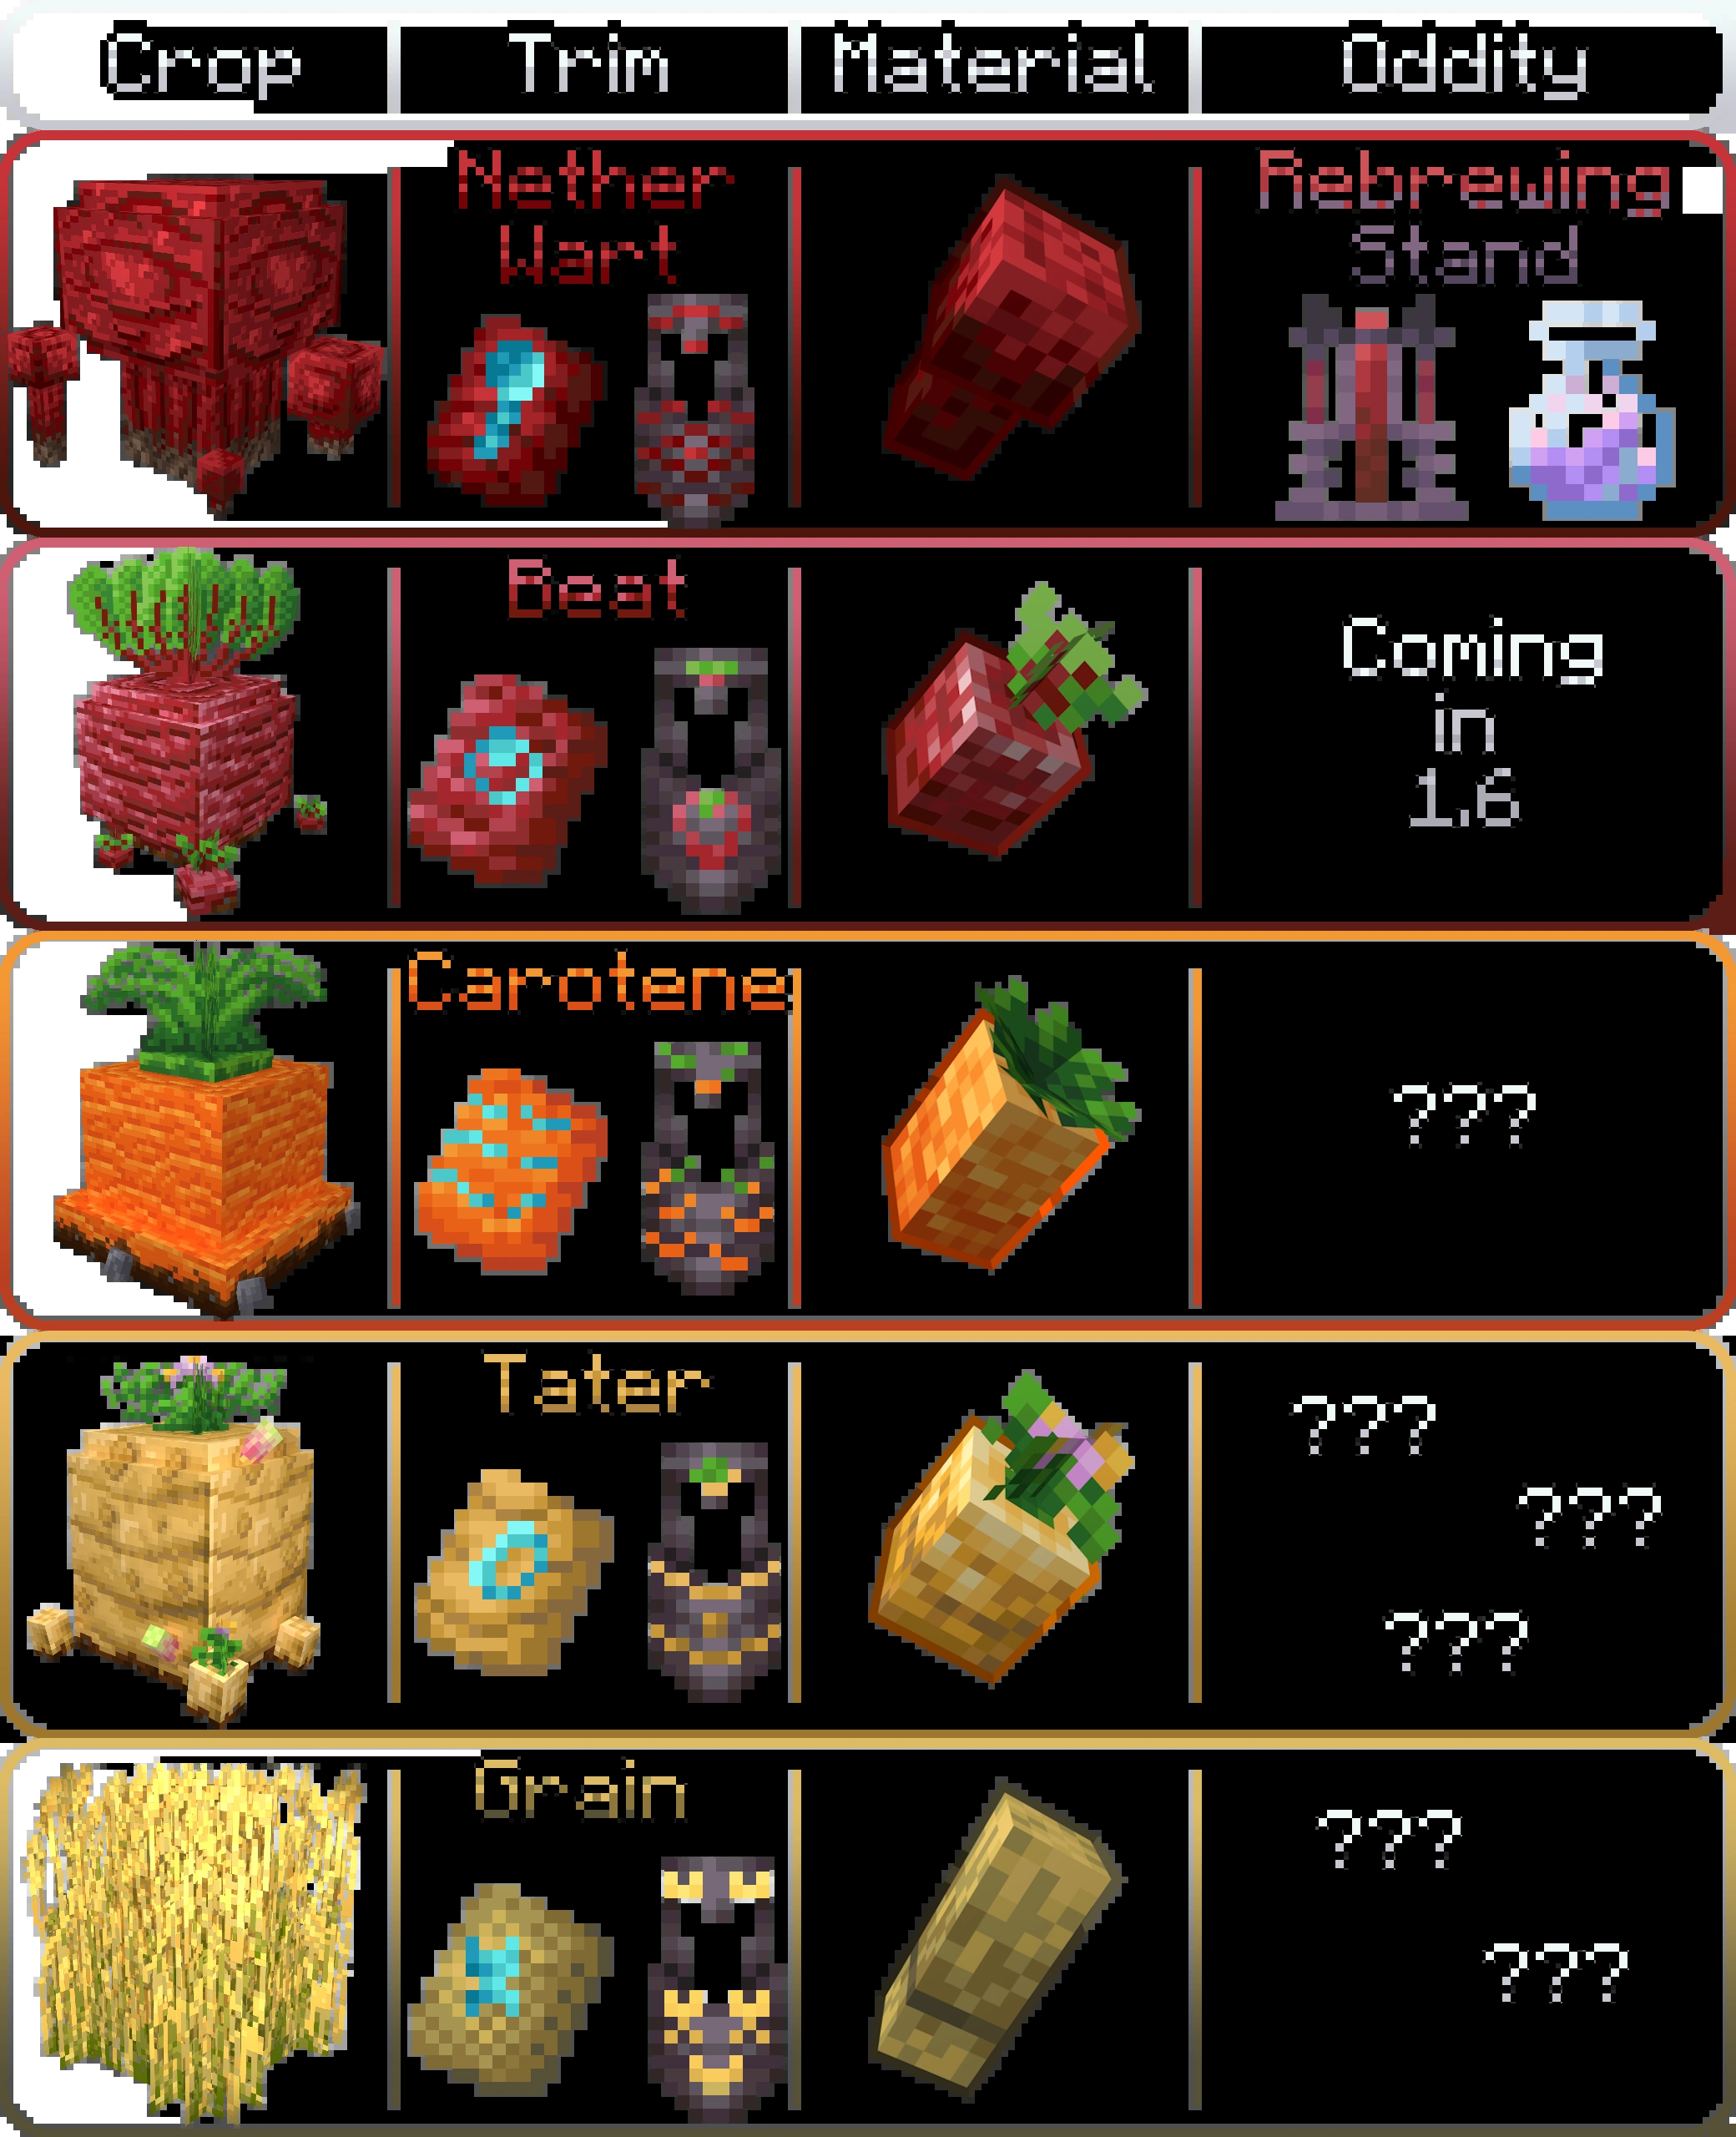 Crop Trim Material Oddity
Nether
Wart
Rebrewing
Stand
Beat
Coming
in
1.6
Carotene
???
Tater
???
???
???
Grain
???
???